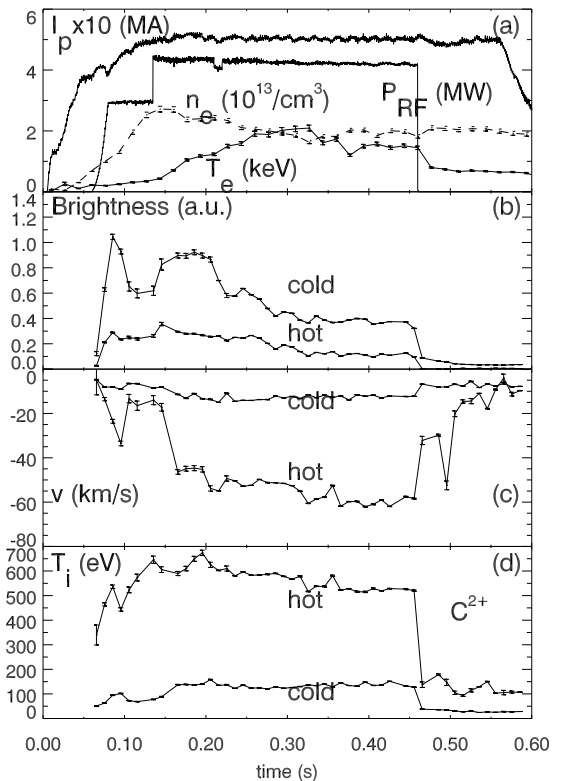 I_p x10 (MA) (a)
6
4
n_e (10^13/cm^3) P_RF (MW)
2
T_e (keV)
0
1.4 Brightness (a.u.) (b)
1.2
1.0
0.8
cold
0.6
0.4 hot
0.2
0.0
0
-20 cold
-40
hot
-60 v (km/s) (c)
-80
700 T_i (eV) (d)
600
500 hot C^2+
400
300
200
100 cold
0
0.00 0.10 0.20 0.30 0.40 0.50 0.60
time (s)